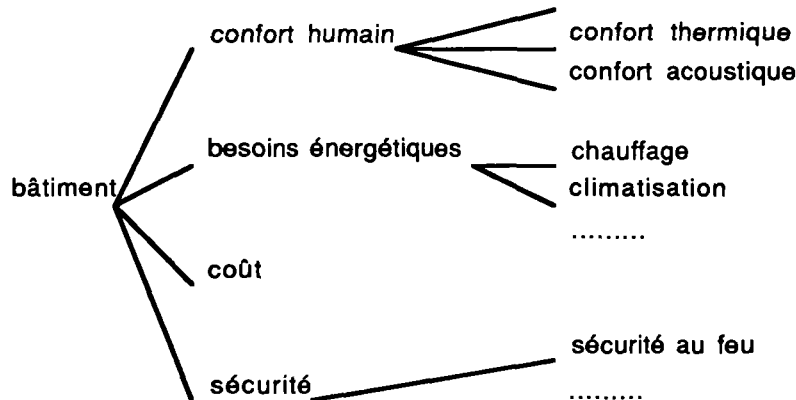 confort humain
confort thermique
confort acoustique
besoins énergétiques
chauffage
bâtiment
climatisation
.........
coût
sécurité au feu
sécurité
.........